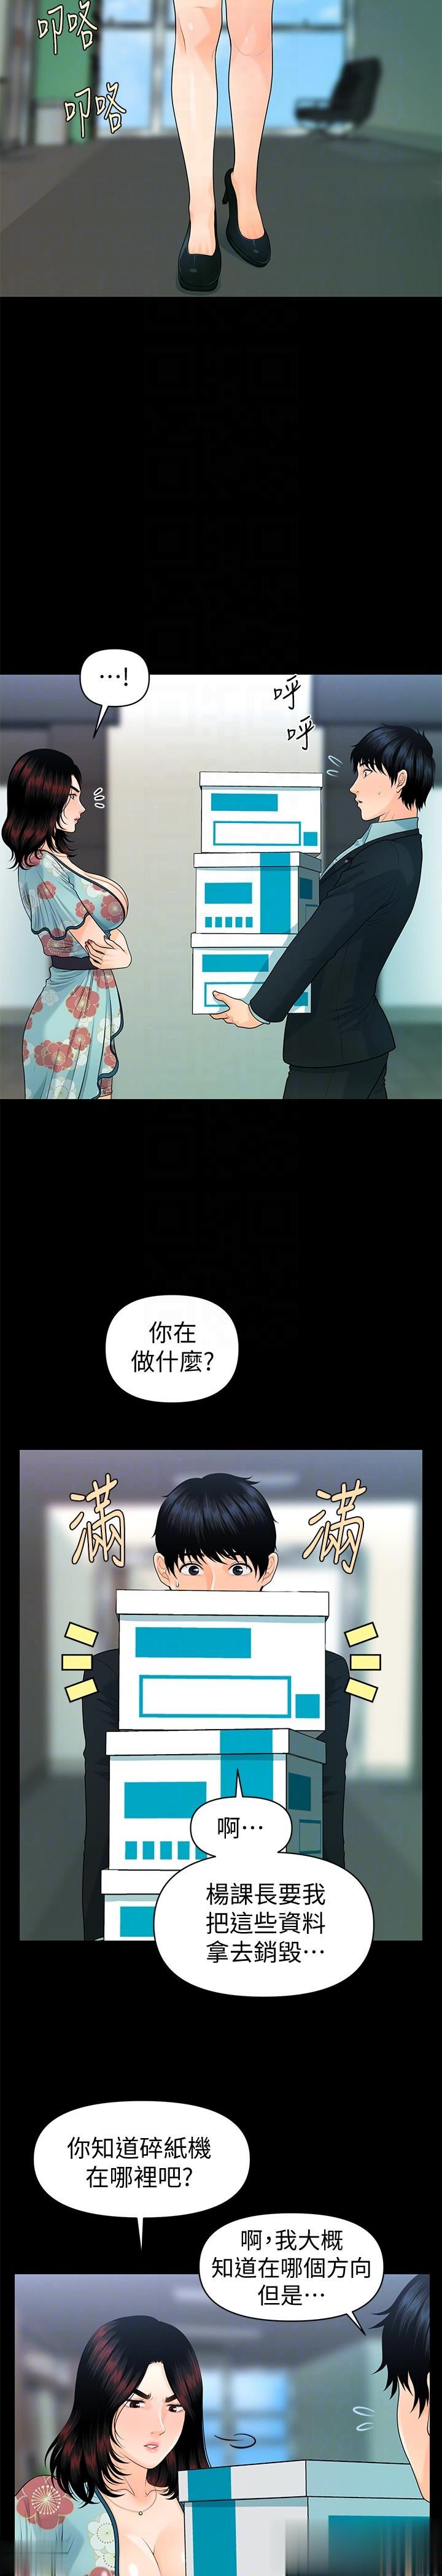 叩咯
叩咯
…!
呼
呼
你在
做什麼?
滿
滿
啊…
楊課長要我
把這些資料
拿去銷毀…
你知道碎紙機
在哪裡吧?
啊,我大概
知道在哪個方向
但是…